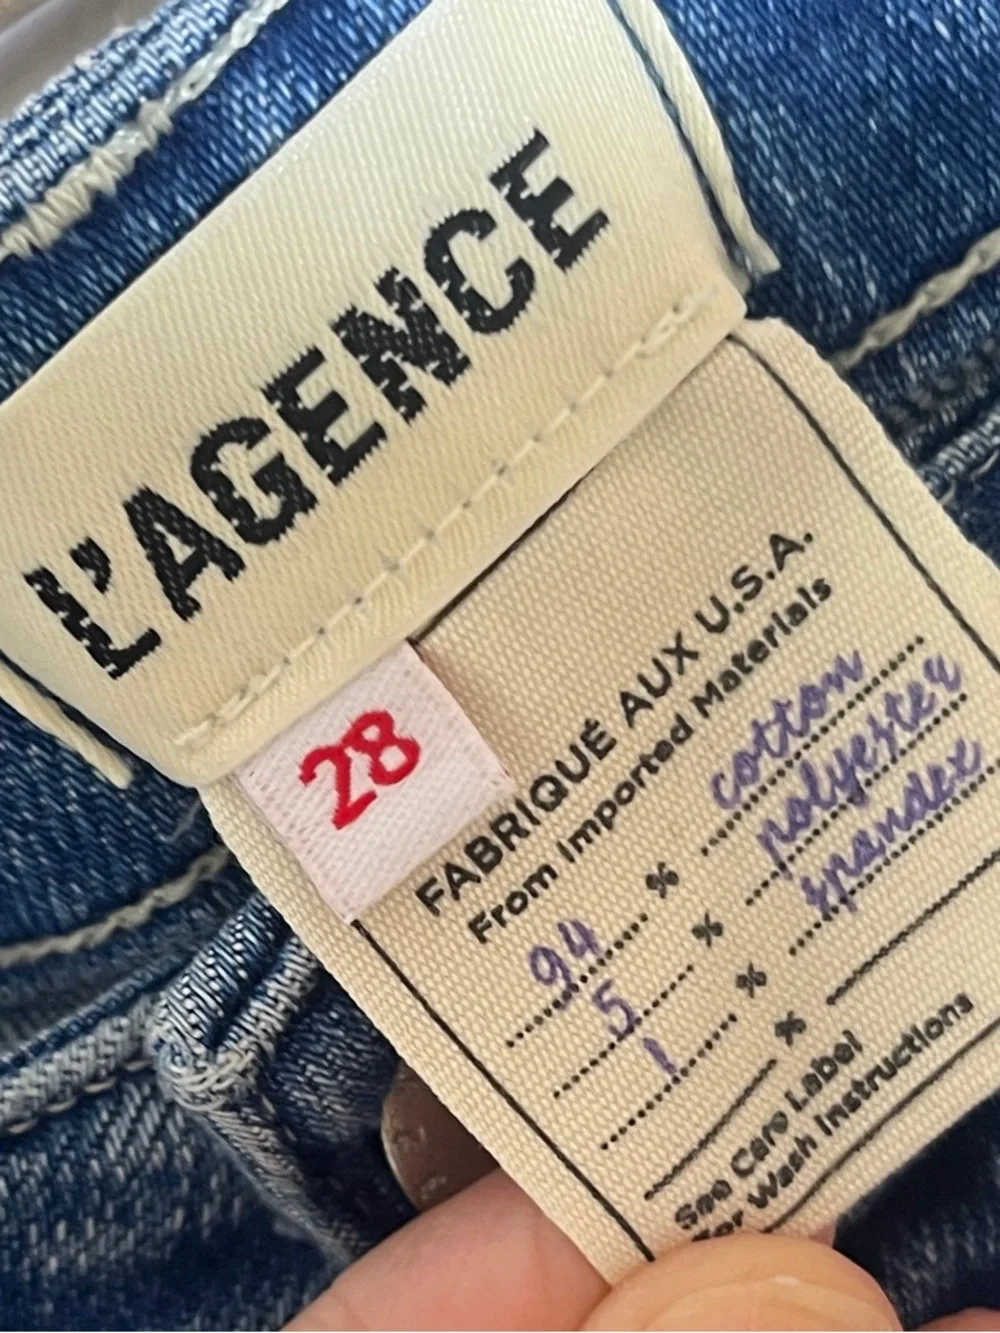 L'AGENCE
28
FABRIQUÉ AUX U.S.A.
From Imported Materials
94 % cotton
5 % polyester
1 % spandex
%
See Care Label
For Wash Instructions